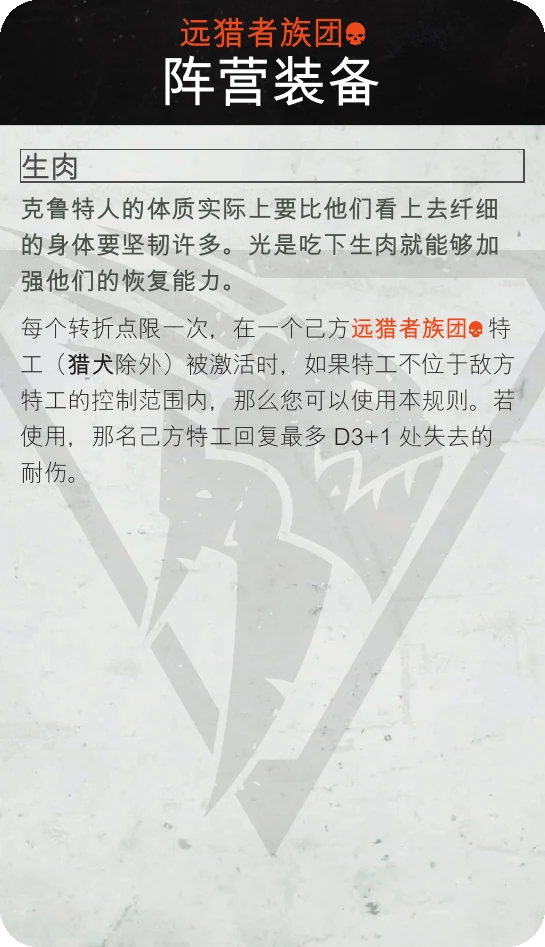 远猎者族团
阵营装备
生肉
克鲁特人的体质实际上要比他们看上去纤细
的身体要坚韧许多。光是吃下生肉就能够加
强他们的恢复能力。
每个转折点限一次，在一个己方远猎者族团特
工（猎犬除外）被激活时，如果特工不位于敌方
特工的控制范围内，那么您可以使用本规则。若
使用，那名己方特工回复最多 D3+1 处失去的
耐伤。